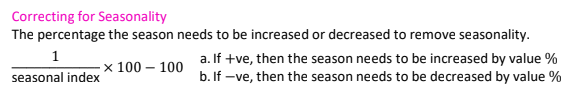 Correcting for Seasonality
The percentage the season needs to be increased or decreased to remove seasonality.
1
seasonal index × 100 − 100
a. If +ve, then the season needs to be increased by value %
b. If −ve, then the season needs to be decreased by value %